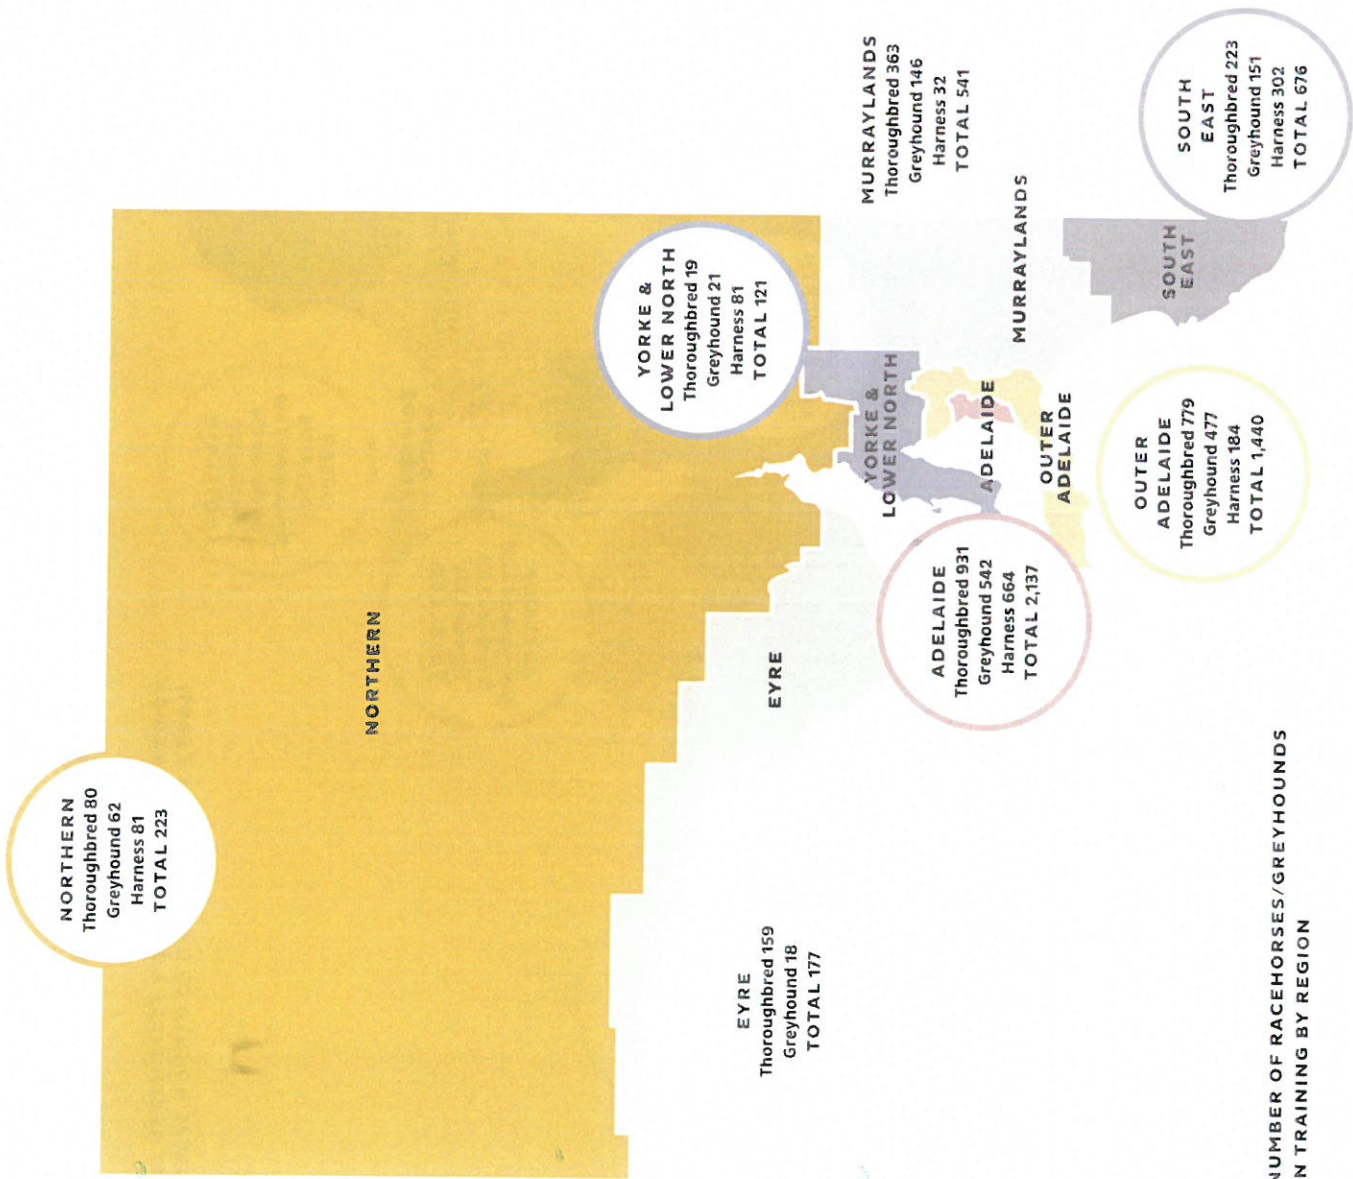 NORTHERN
Thoroughbred 80
Greyhound 62
Harness 81
TOTAL 223
NORTHERN
EYRE
Thoroughbred 159
Greyhound 18
TOTAL 177
EYRE
YORKE &
LOWER NORTH
Thoroughbred 19
Greyhound 21
Harness 81
TOTAL 121
YORKE &
LOWER NORTH
MURRAYLANDS
Thoroughbred 363
Greyhound 146
Harness 32
TOTAL 541
MURRAYLANDS
ADELAIDE
Thoroughbred 931
Greyhound 542
Harness 664
TOTAL 2,137
ADELAIDE
OUTER
ADELAIDE
OUTER
ADELAIDE
Thoroughbred 779
Greyhound 477
Harness 184
TOTAL 1,440
SOUTH
EAST
SOUTH
EAST
Thoroughbred 223
Greyhound 151
Harness 302
TOTAL 676
NUMBER OF RACEHORSES/GREYHOUNDS
N TRAINING BY REGION